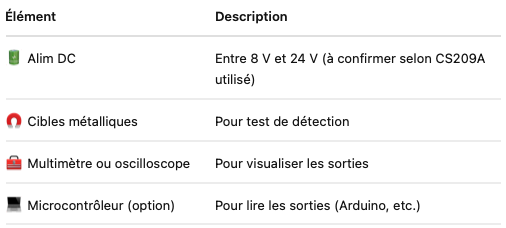 Élément Description
🔋 Alim DC Entre 8 V et 24 V (à confirmer selon CS209A
utilisé)
🧲 Cibles métalliques Pour test de détection
🧰 Multimètre ou oscilloscope Pour visualiser les sorties
💻 Microcontrôleur (option) Pour lire les sorties (Arduino, etc.)